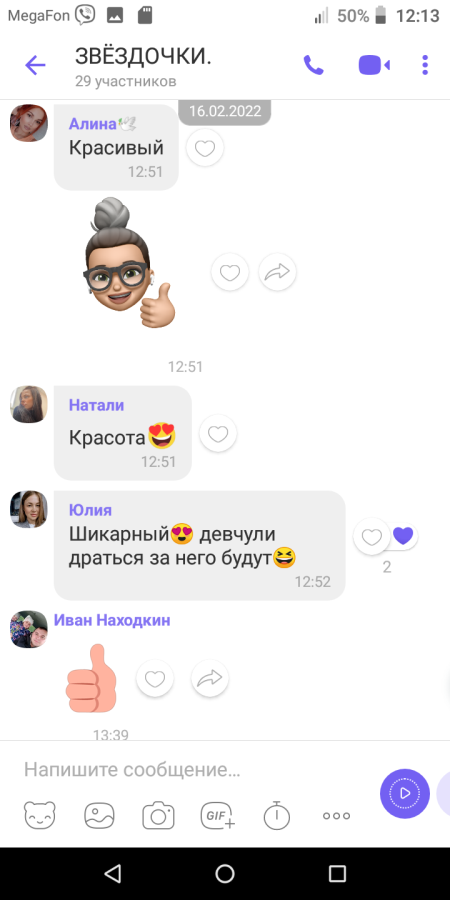 MegaFon 50% 12:13
ЗВЁЗДОЧКИ.
29 участников
16.02.2022
Алина🕊
Красивый
12:51
12:51
Натали
Красота😍
12:51
Юлия
Шикарный😍 девчули
драться за него будут😆
12:52
2
Иван Находкин
13:39
Напишите сообщение...
GIF